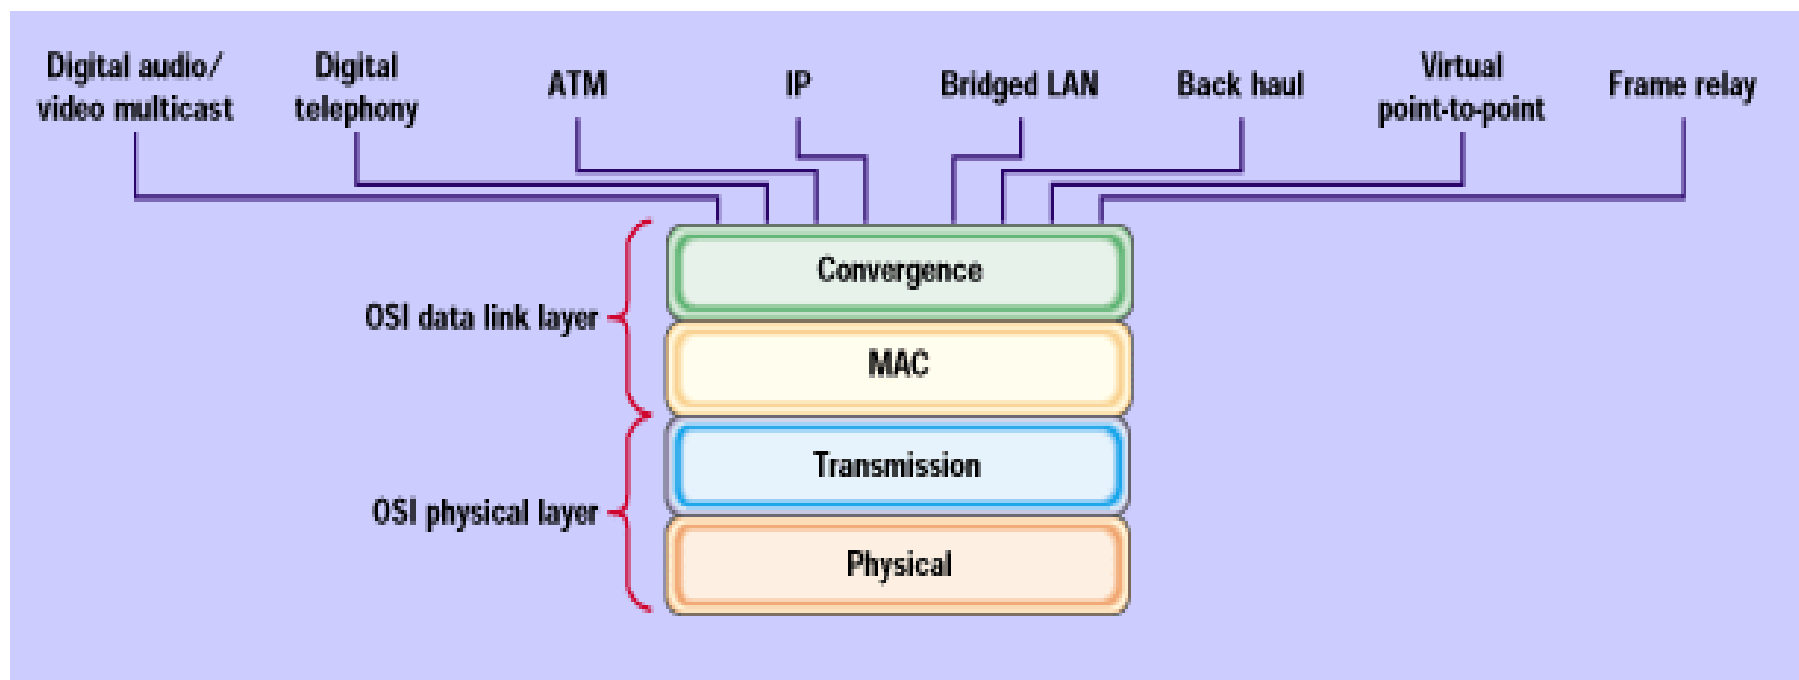 Digital audio/
video multicast
Digital
telephony
ATM
IP
Bridged LAN
Back haul
Virtual
point-to-point
Frame relay
Convergence
OSI data link layer
MAC
Transmission
OSI physical layer
Physical